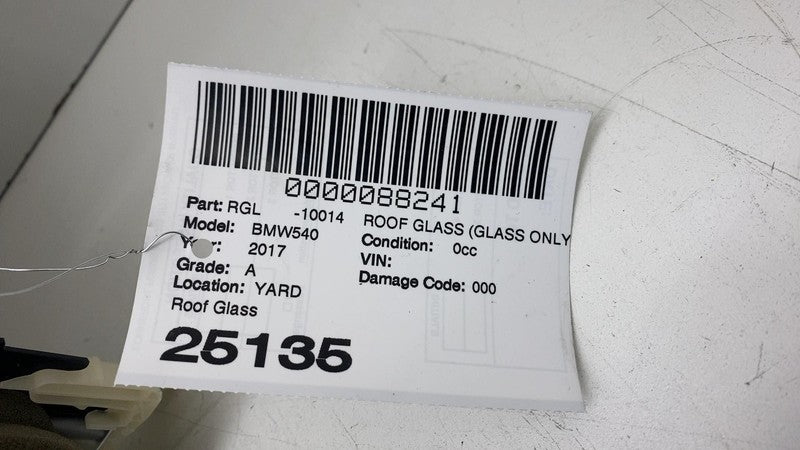 0000088241
Part: RGL -10014 ROOF GLASS (GLASS ONLY
Model: BMW540 Condition: 0cc
Year: 2017 VIN:
Grade: A Damage Code: 000
Location: YARD
Roof Glass
25135